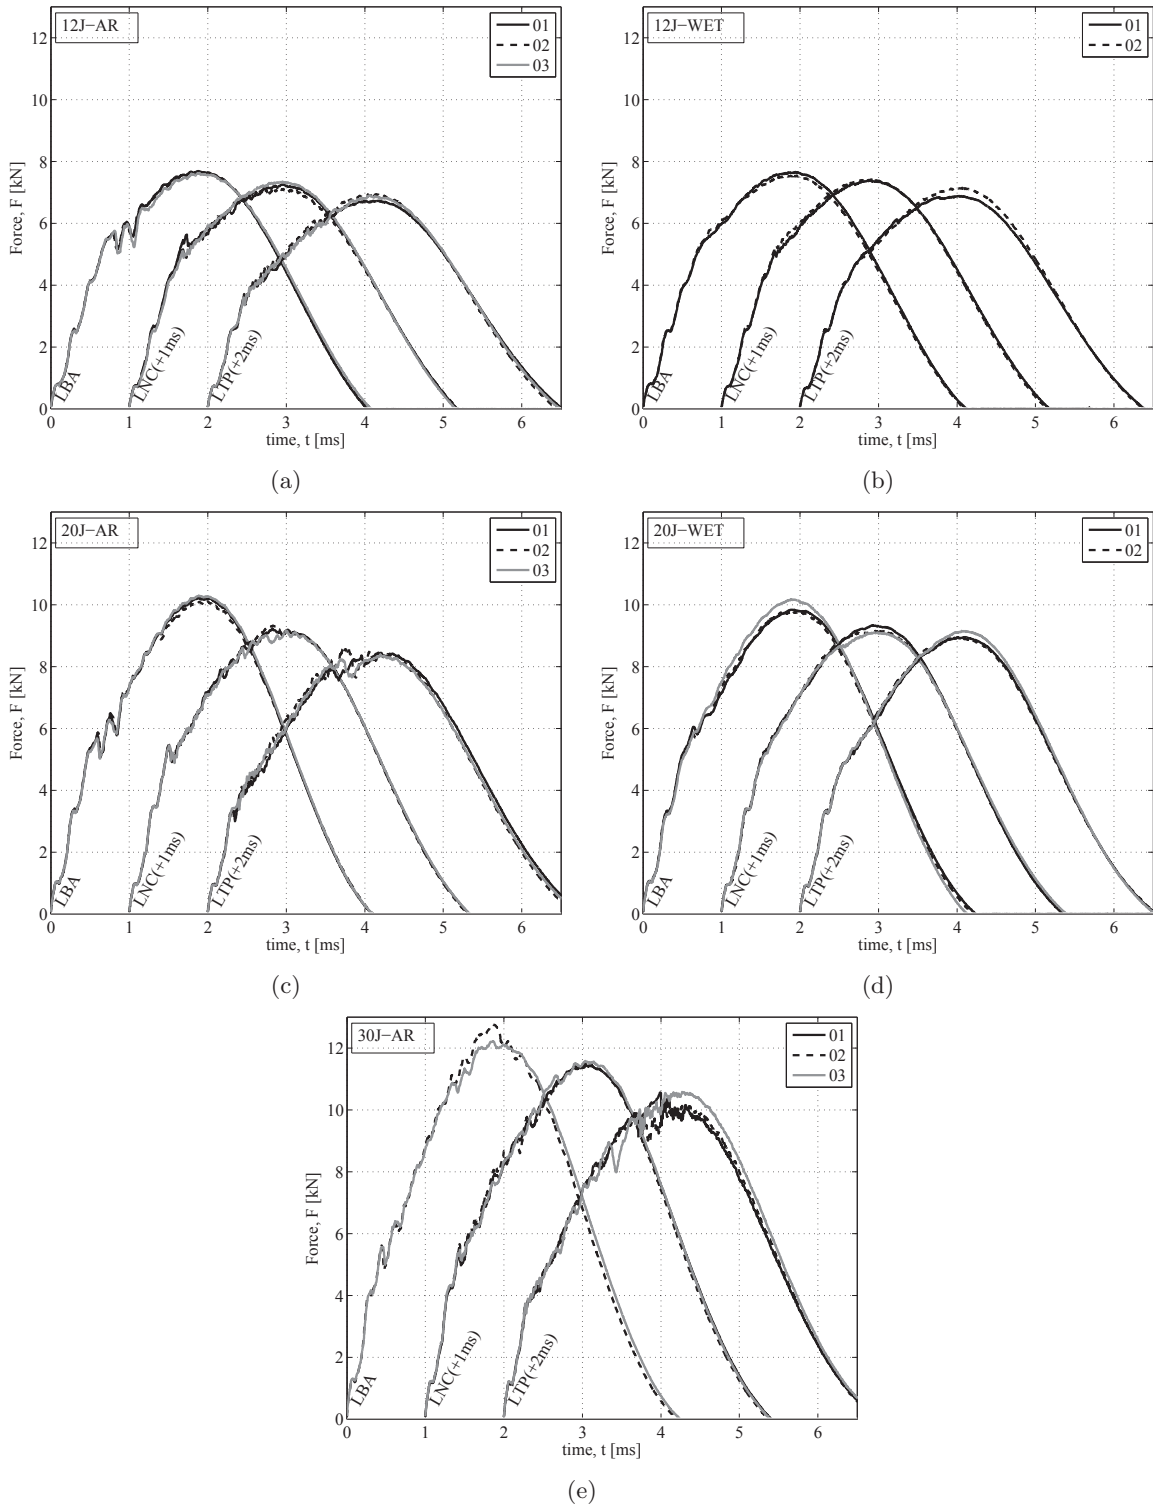 12J−AR
01
02
03
12
10
8
6
4
2
0
Force, F [kN]
LBA
LNC(+1ms)
LTP(+2ms)
0 1 2 3 4 5 6
time, t [ms]
(a)
12J−WET
01
02
12
10
8
6
4
2
0
Force, F [kN]
LBA
LNC(+1ms)
LTP(+2ms)
0 1 2 3 4 5 6
time, t [ms]
(b)
20J−AR
01
02
03
12
10
8
6
4
2
0
Force, F [kN]
LBA
LNC(+1ms)
LTP(+2ms)
0 1 2 3 4 5 6
time, t [ms]
(c)
20J−WET
01
02
12
10
8
6
4
2
0
Force, F [kN]
LBA
LNC(+1ms)
LTP(+2ms)
0 1 2 3 4 5 6
time, t [ms]
(d)
30J−AR
01
02
03
12
10
8
6
4
2
0
Force, F [kN]
LBA
LNC(+1ms)
LTP(+2ms)
0 1 2 3 4 5 6
time, t [ms]
(e)